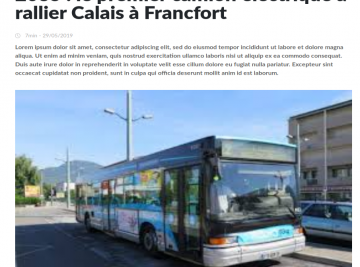 rallier Calais à Francfort
Lorem ipsum dolor sit amet, consectetur adipiscing elit, sed do eiusmod tempor incididunt ut labore et dolore magna
aliqua. Ut enim ad minim veniam, quis nostrud exercitation ullamco laboris nisi ut aliquip ex ea commodo consequat.
Duis aute irure dolor in reprehenderit in voluptate velit esse cillum dolore eu fugiat nulla pariatur. Excepteur sint
occaecat cupidatat non proident, sunt in culpa qui officia deserunt mollit anim id est laborum.